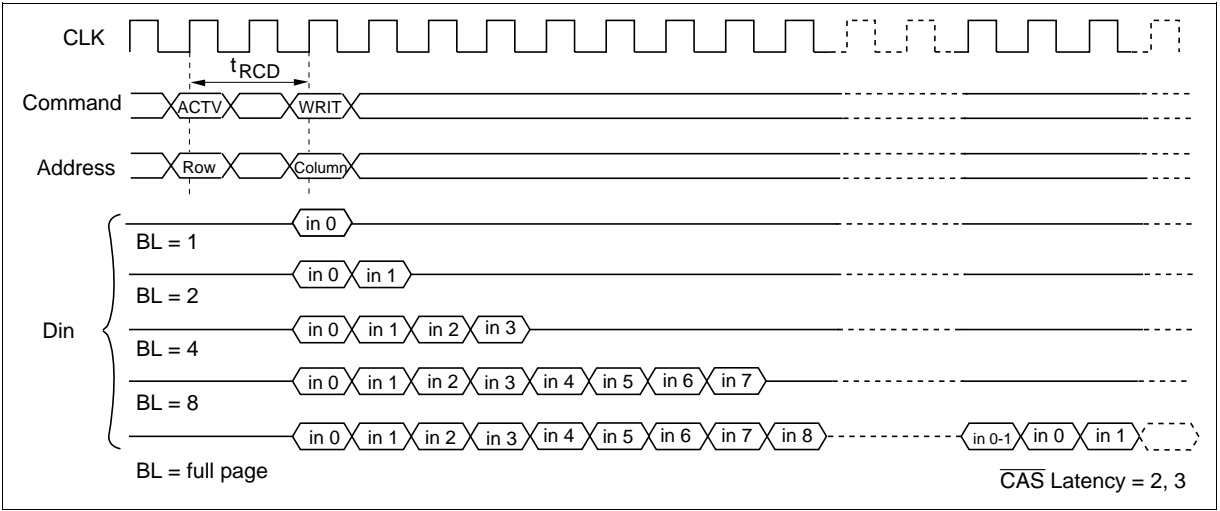 CLK
tRCD
Command ACTV WRIT
Address Row Column
in 0
BL = 1
in 0 in 1
BL = 2
Din
in 0 in 1 in 2 in 3
BL = 4
in 0 in 1 in 2 in 3 in 4 in 5 in 6 in 7
BL = 8
in 0 in 1 in 2 in 3 in 4 in 5 in 6 in 7 in 8 in 0-1 in 0 in 1
BL = full page
CAS Latency = 2, 3